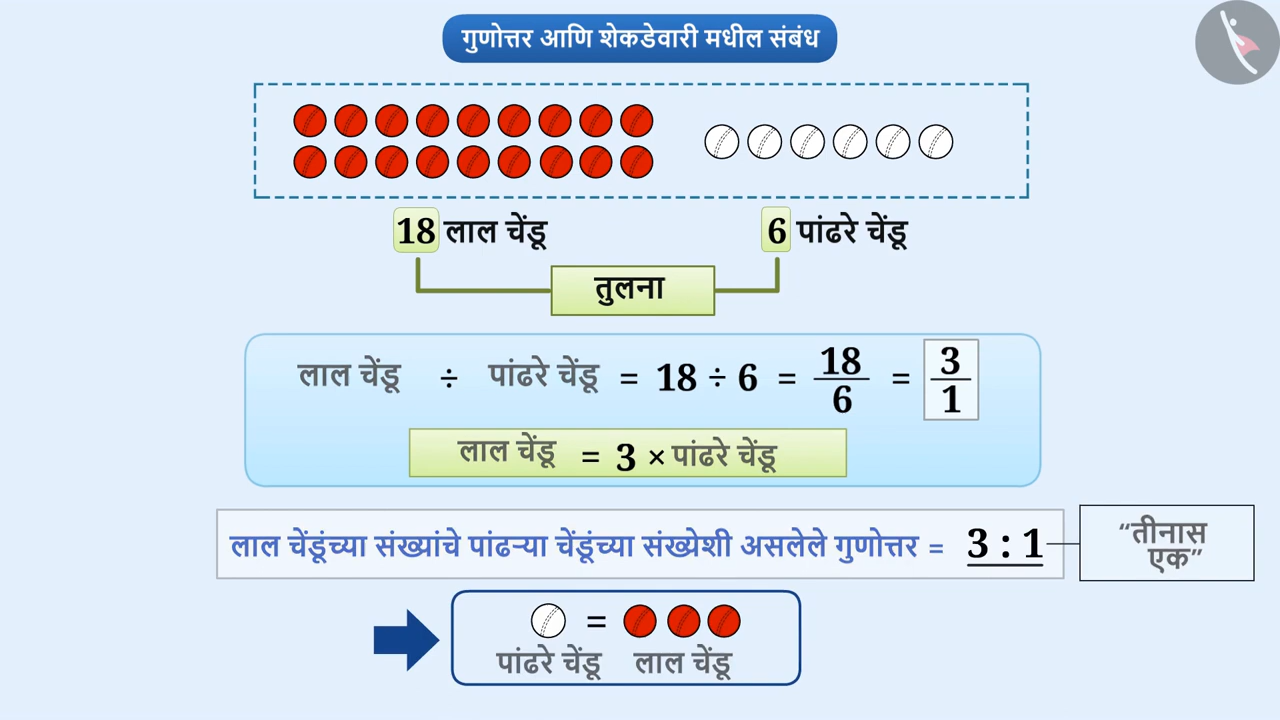 गुणोत्तर आणि शेकडेवारी मधील संबंध
18 लाल चेंडू 6 पांढरे चेंडू
तुलना
लाल चेंडू ÷ पांढरे चेंडू = 18 ÷ 6 = 18/6 = 3/1
लाल चेंडू = 3 × पांढरे चेंडू
लाल चेंडूंच्या संख्यांचे पांढऱ्या चेंडूंच्या संख्येशी असलेले गुणोत्तर = 3 : 1
“तीनास
एक”
=
पांढरे चेंडू लाल चेंडू